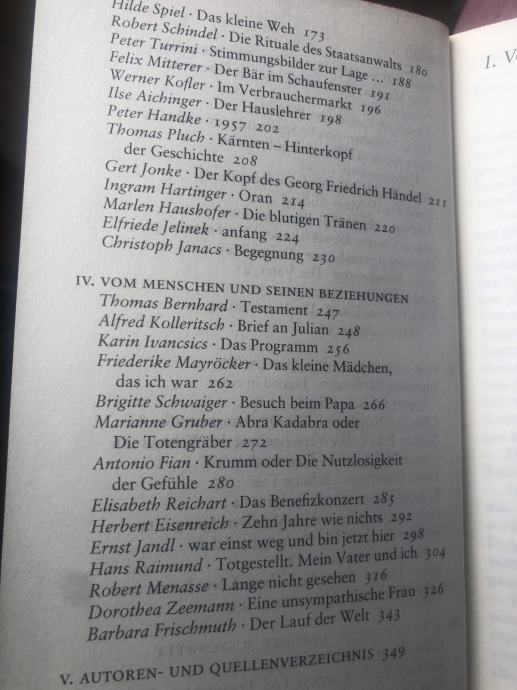 Hilde Spiel · Das kleine Weh 173
Robert Schindel · Die Rituale des Staatsanwalts 180
Peter Turrini · Stimmungsbilder zur Lage ... 188
Felix Mitterer · Der Bär im Schaufenster 191
Werner Kofler · Im Verbrauchermarkt 196
Ilse Aichinger · Der Hauslehrer 198
Peter Handke · 1957 202
Thomas Pluch · Kärnten – Hinterkopf
der Geschichte 208
Gert Jonke · Der Kopf des Georg Friedrich Händel 211
Ingram Hartinger · Oran 214
Marlen Haushofer · Die blutigen Tränen 220
Elfriede Jelinek · anfang 224
Christoph Janacs · Begegnung 230
IV. VOM MENSCHEN UND SEINEN BEZIEHUNGEN
Thomas Bernhard · Testament 247
Alfred Kolleritsch · Brief an Julian 248
Karin Ivancsics · Das Programm 256
Friederike Mayröcker · Das kleine Mädchen,
das ich war 262
Brigitte Schwaiger · Besuch beim Papa 266
Marianne Gruber · Abra Kadabra oder
Die Totengräber 272
Antonio Fian · Krumm oder Die Nutzlosigkeit
der Gefühle 280
Elisabeth Reichart · Das Benefizkonzert 285
Herbert Eisenreich · Zehn Jahre wie nichts 292
Ernst Jandl · war einst weg und bin jetzt hier 298
Hans Raimund · Totgestellt. Mein Vater und ich 304
Robert Menasse · Lange nicht gesehen 316
Dorothea Zeemann · Eine unsympathische Frau 326
Barbara Frischmuth · Der Lauf der Welt 343
V. AUTOREN- UND QUELLENVERZEICHNIS 349
I.